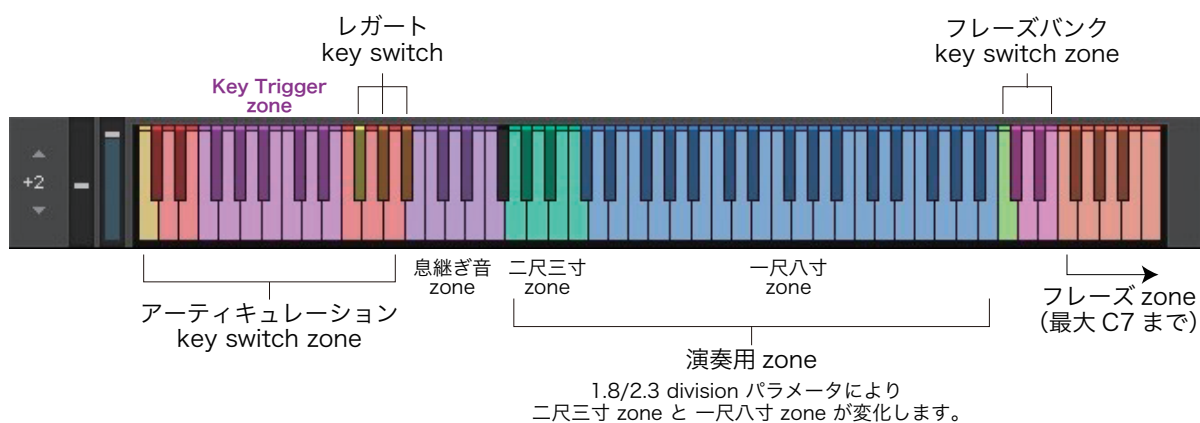 レガート
key switch
フレーズバンク
key switch zone
Key Trigger
zone
+2
息継ぎ音
zone
二尺三寸
zone
一尺八寸
zone
アーティキュレーション
key switch zone
フレーズ zone
（最大 C7 まで）
演奏用 zone
1.8/2.3 division パラメータにより
二尺三寸 zone と 一尺八寸 zone が変化します。